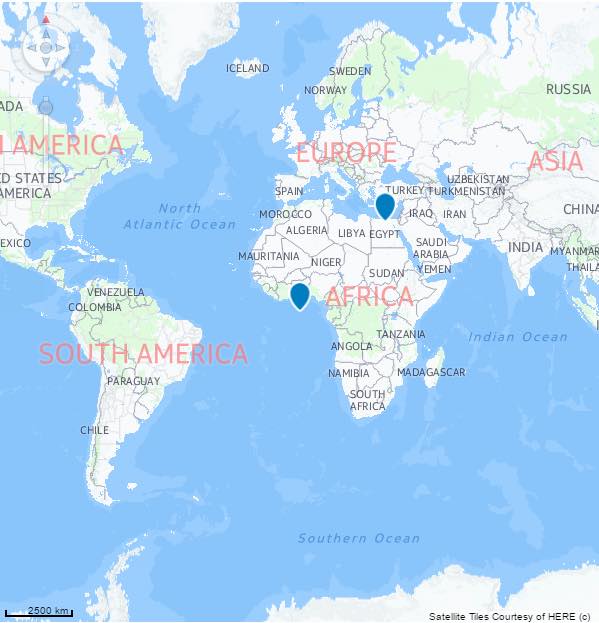 ICELAND
SWEDEN
NORWAY
RUSSIA
ADA
H AMERICA
EUROPE
ASIA
ED STATES
AMERICA
SPAIN
TURKEY
UZBEKISTAN
TURKMENISTAN
North
Atlantic Ocean
MOROCCO
IRAQ
IRAN
CHINA
ALGERIA
LIBYA
EGYPT
EXICO
SAUDI
ARABIA
INDIA
MYANMAR
MAURITANIA
NIGER
SUDAN
YEMEN
THAILA
VENEZUELA
COLOMBIA
AFRICA
SOUTH AMERICA
TANZANIA
Indian Ocean
ANGOLA
PARAGUAY
NAMIBIA
MADAGASCAR
SOUTH
AFRICA
CHILE
Southern Ocean
2500 km
Satellite Tiles Courtesy of HERE (c)